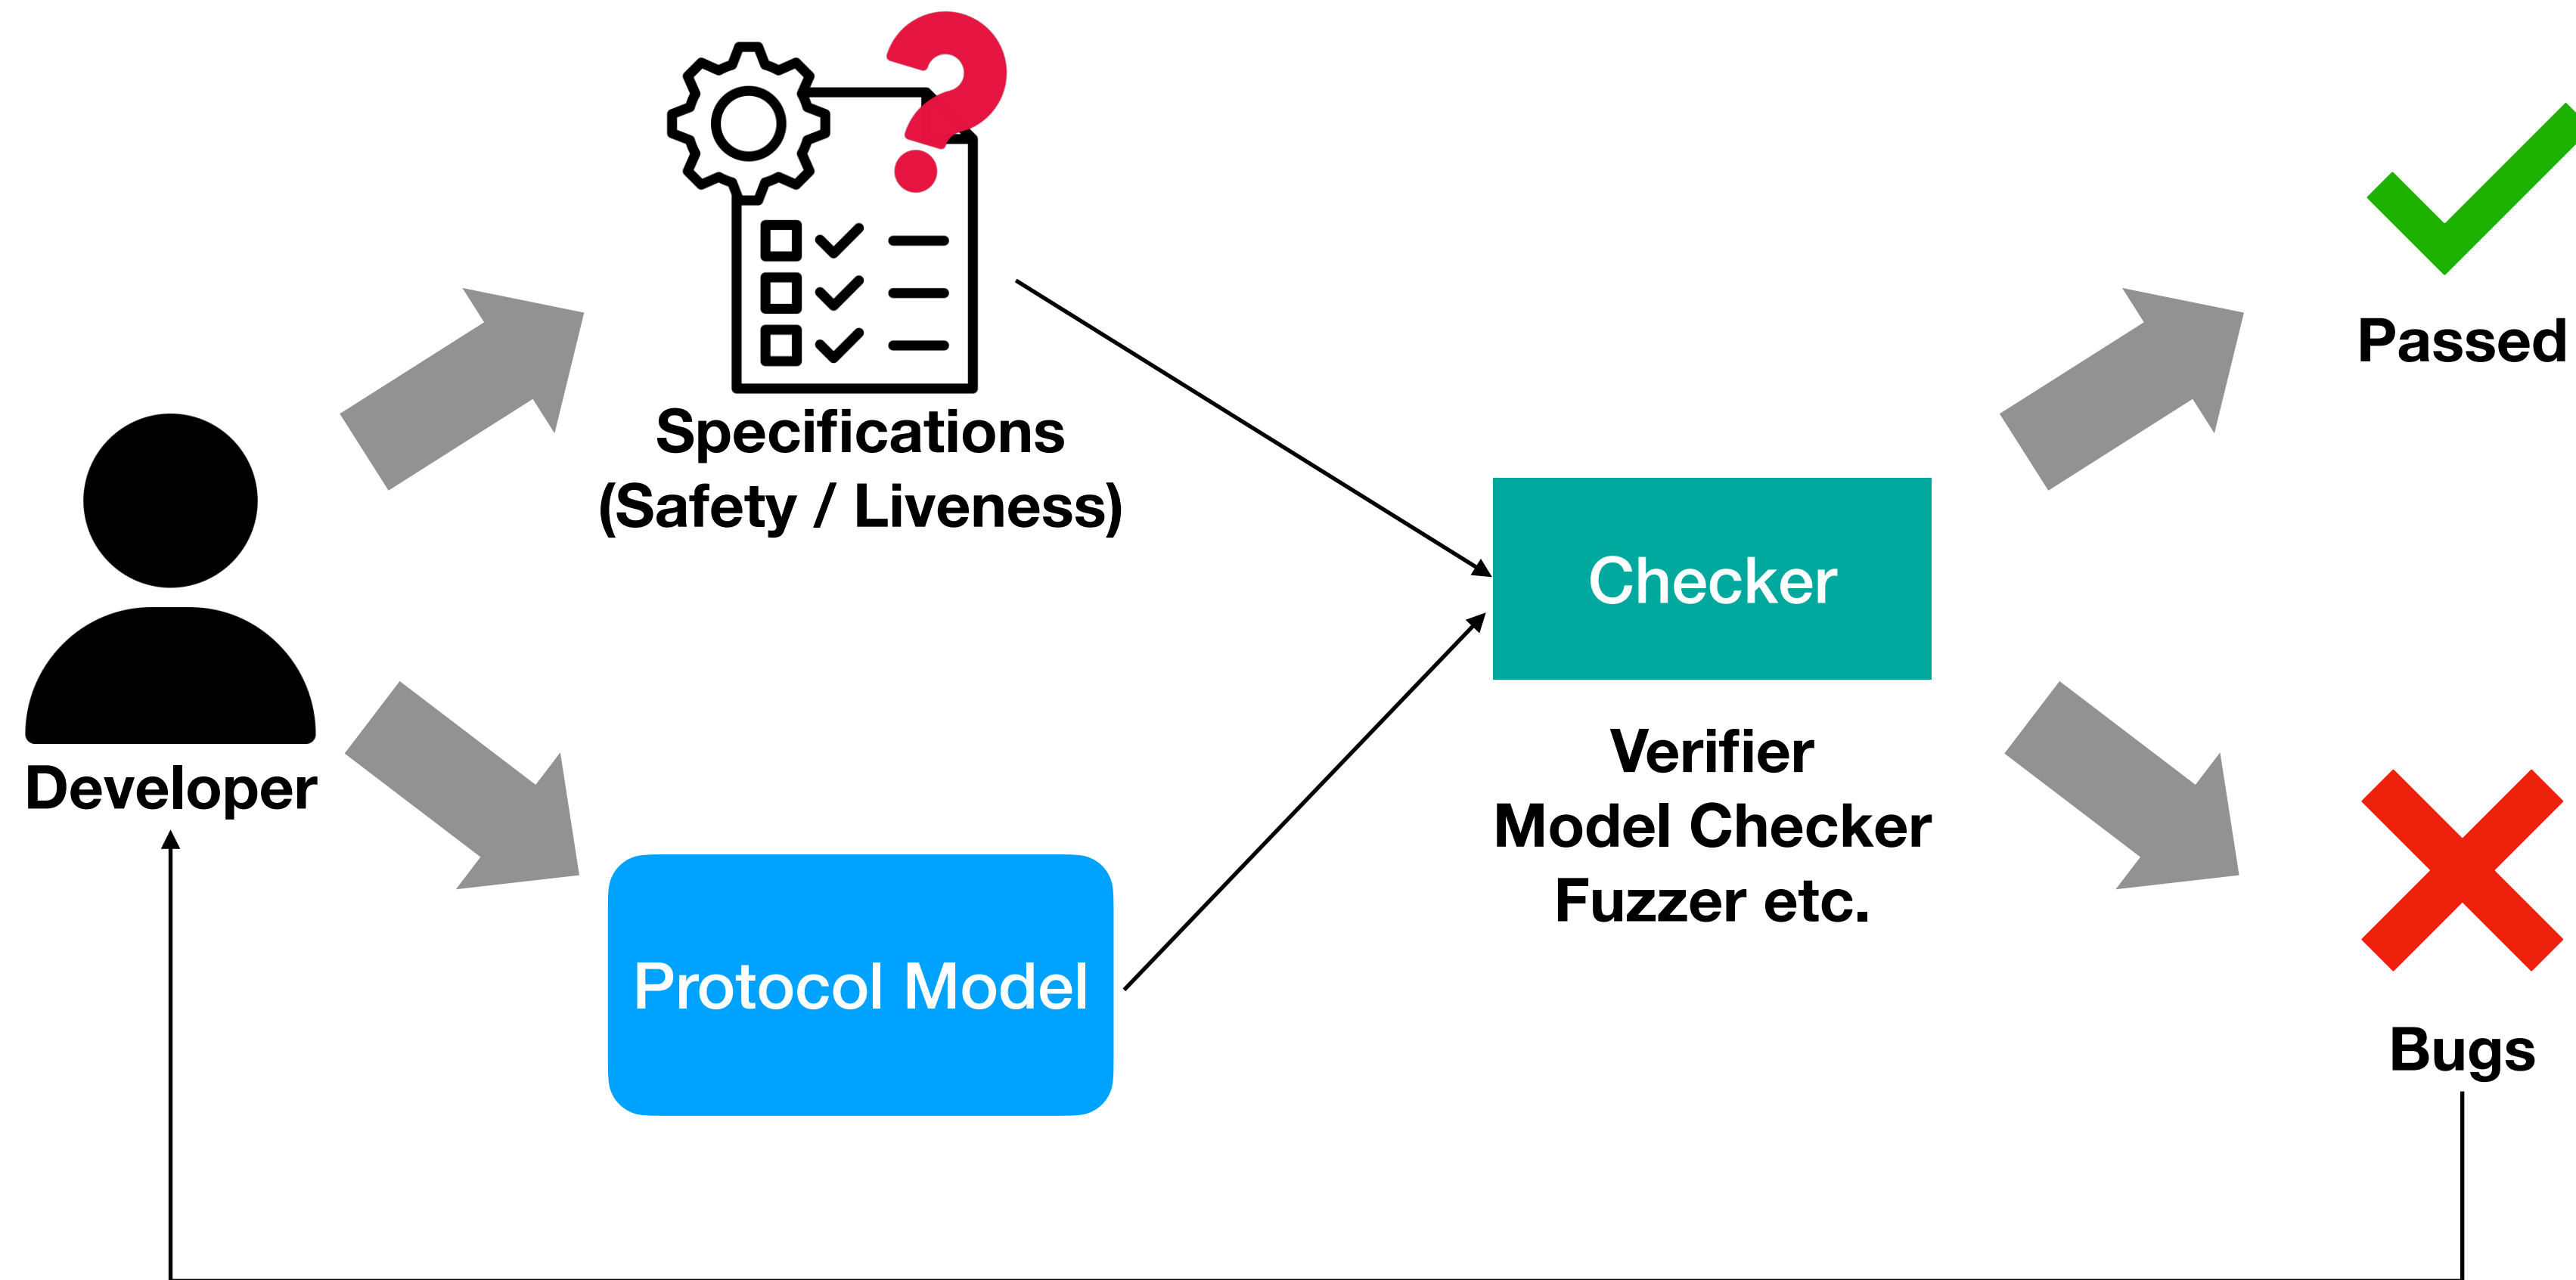 Specifications
(Safety / Liveness)
Developer
Protocol Model
Checker
Verifier
Model Checker
Fuzzer etc.
Passed
Bugs